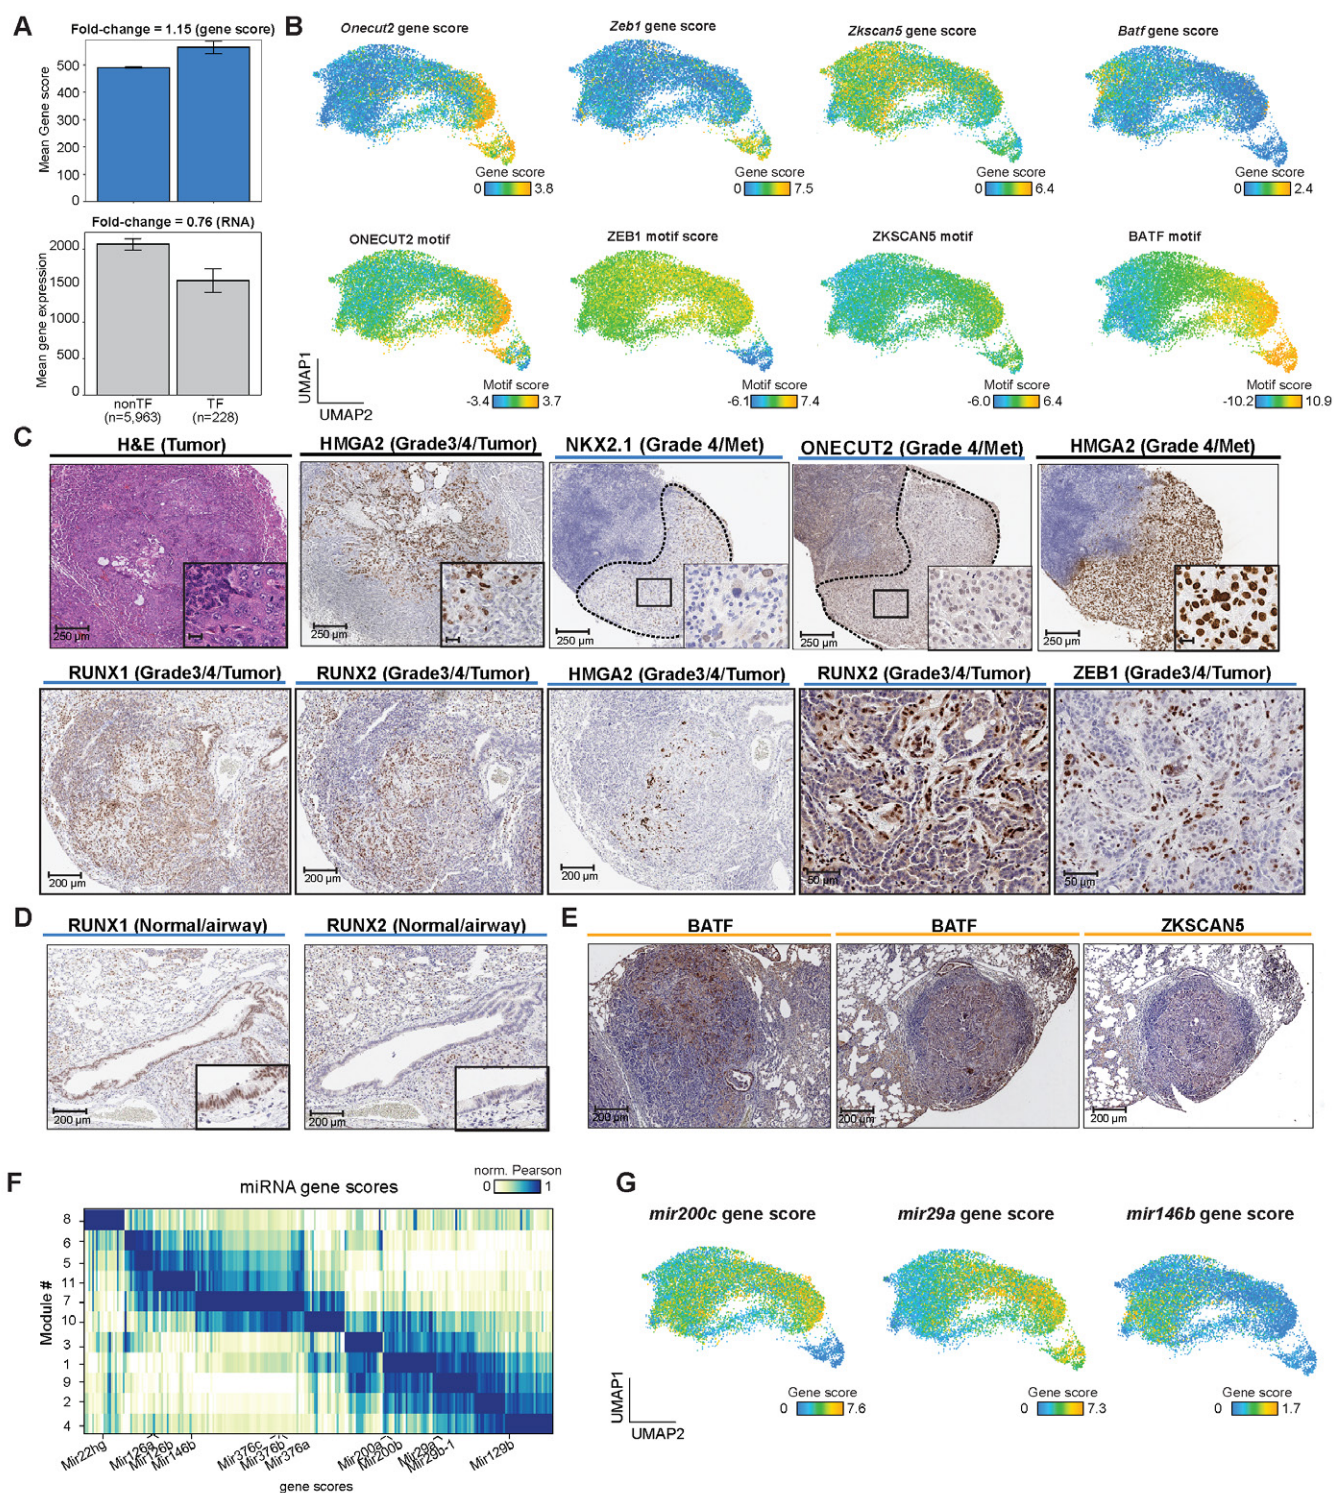 A
Fold-change = 1.15 (gene score)
Mean Gene score
500
400
300
200
100
0
Fold-change = 0.76 (RNA)
Mean gene expression
2000
1500
1000
500
0
nonTF
(n=5,963)
TF
(n=228)
B
Onecut2 gene score
Zeb1 gene score
Zkscan5 gene score
Batf gene score
Gene score
0 3.8
Gene score
0 7.5
Gene score
0 6.4
Gene score
0 2.4
ONECUT2 motif
ZEB1 motif score
ZKSCAN5 motif
BATF motif
UMAP1
UMAP2
Motif score
-3.4 3.7
Motif score
-6.1 7.4
Motif score
-6.0 6.4
Motif score
-10.2 10.9
C
H&E (Tumor)
HMGA2 (Grade3/4/Tumor)
NKX2.1 (Grade 4/Met)
ONECUT2 (Grade 4/Met)
HMGA2 (Grade 4/Met)
250 µm
250 µm
250 µm
250 µm
250 µm
RUNX1 (Grade3/4/Tumor)
RUNX2 (Grade3/4/Tumor)
HMGA2 (Grade3/4/Tumor)
RUNX2 (Grade3/4/Tumor)
ZEB1 (Grade3/4/Tumor)
200 µm
200 µm
200 µm
50 µm
50 µm
D
RUNX1 (Normal/airway)
RUNX2 (Normal/airway)
200 µm
200 µm
E
BATF
BATF
ZKSCAN5
200 µm
200 µm
200 µm
F
miRNA gene scores
norm. Pearson
0 1
Module #
8
6
5
11
7
10
3
1
9
2
4
Mir22hg
Mir126a
Mir126b
Mir146b
Mir376c
Mir376b
Mir376a
Mir200a
Mir200b
Mir29a
Mir29b-1
Mir129b
gene scores
G
mir200c gene score
mir29a gene score
mir146b gene score
UMAP1
UMAP2
Gene score
0 7.6
Gene score
0 7.3
Gene score
0 1.7